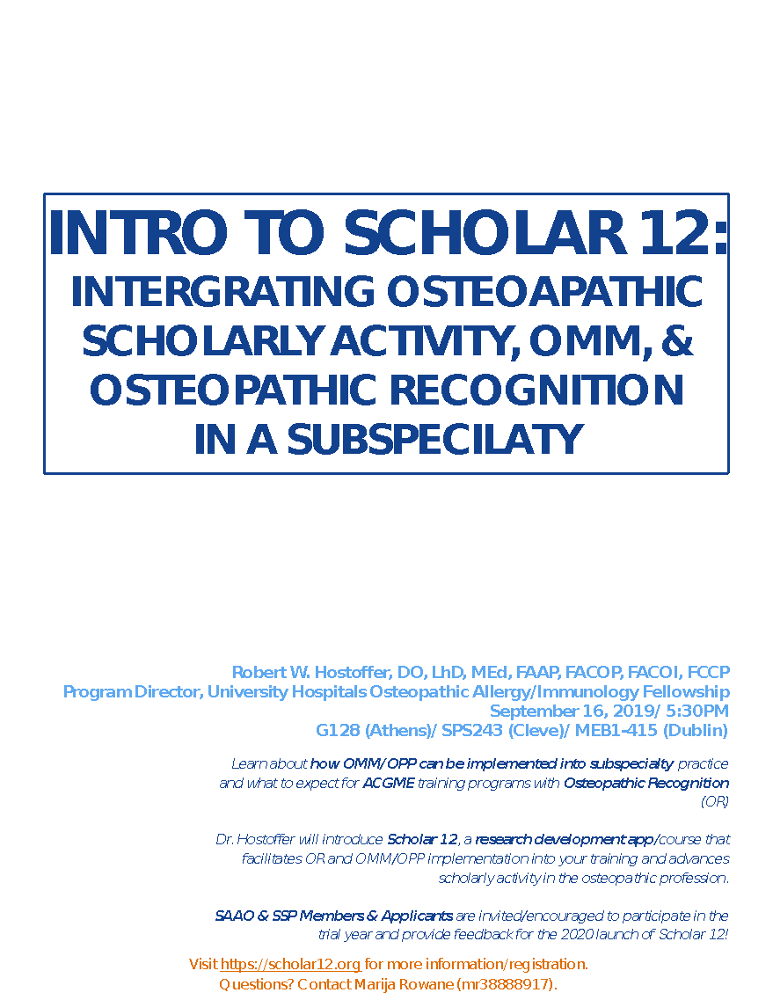 INTRO TO SCHOLAR 12:
INTERGRATING OSTEOAPATHIC
SCHOLARLY ACTIVITY, OMM, &
OSTEOPATHIC RECOGNITION
IN A SUBSPECILATY
Robert W. Hostoffer, DO, LhD, MEd, FAAP, FACOP, FACOI, FCCP
Program Director, University Hospitals Osteopathic Allergy/Immunology Fellowship
September 16, 2019/ 5:30PM
G128 (Athens)/ SPS243 (Cleve)/ MEB1-415 (Dublin)
Learn about how OMM/OPP can be implemented into subspecialty practice
and what to expect for ACGME training programs with Osteopathic Recognition
(OR)
Dr. Hostoffer will introduce Scholar 12, a research development app/course that
facilitates OR and OMM/OPP implementation into your training and advances
scholarly activity in the osteopathic profession.
SAAO & SSP Members & Applicants are invited/encouraged to participate in the
trial year and provide feedback for the 2020 launch of Scholar 12!
Visit https://scholar12.org for more information/registration.
Questions? Contact Marija Rowane (mr38888917).